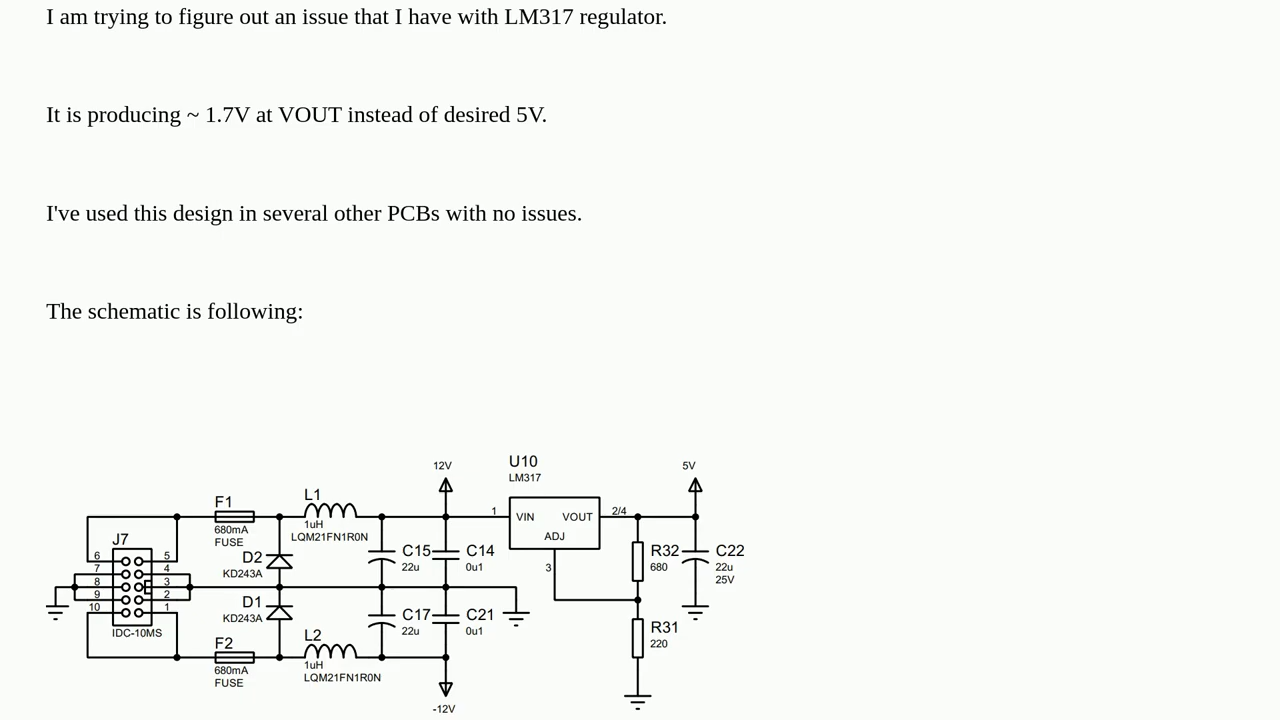 I am trying to figure out an issue that I have with LM317 regulator.
It is producing ~ 1.7V at VOUT instead of desired 5V.
I've used this design in several other PCBs with no issues.
The schematic is following:
12V
U10
LM317
5V
F1
680mA
FUSE
L1
1uH
LQM21FN1R0N
1
VIN
VOUT
ADJ
2/4
3
J7
6
7
8
9
10
5
4
3
2
1
IDC-10MS
D2
KD243A
D1
KD243A
C15
22u
C14
0u1
C17
22u
C21
0u1
R32
680
C22
22u
25V
R31
220
F2
680mA
FUSE
L2
1uH
LQM21FN1R0N
-12V